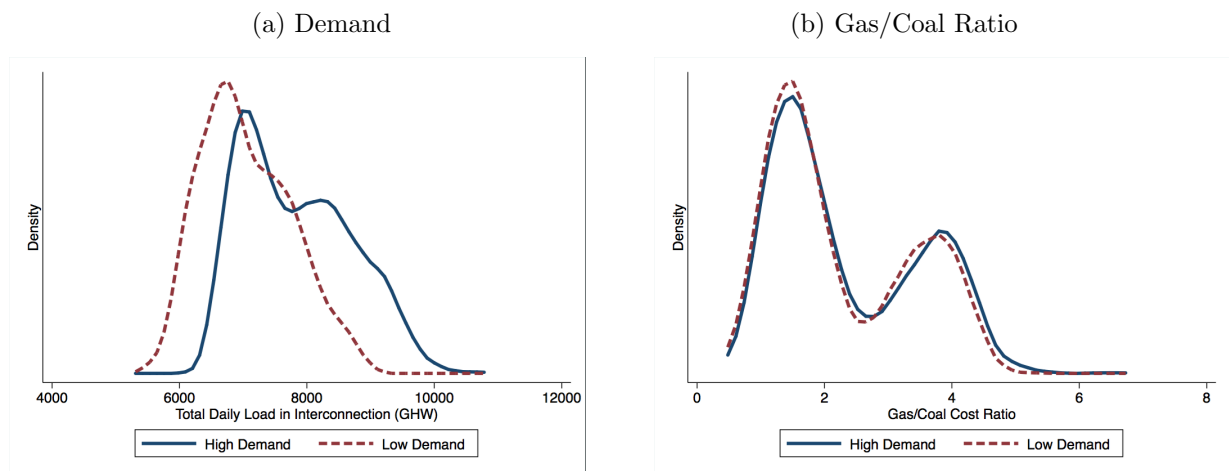 (a) Demand
Density
4000 6000 8000 10000 12000
Total Daily Load in Interconnection (GHW)
High Demand Low Demand
(b) Gas/Coal Ratio
Density
0 2 4 6 8
Gas/Coal Cost Ratio
High Demand Low Demand